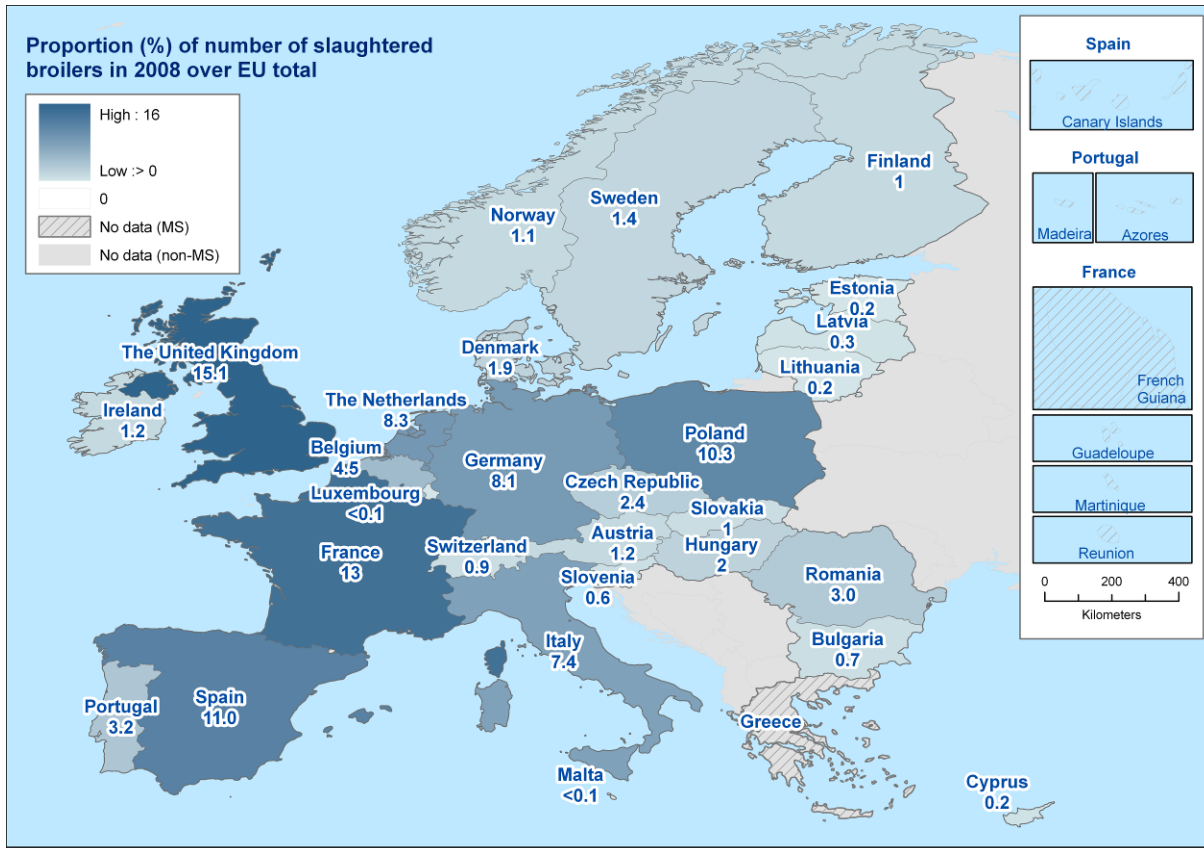 Proportion (%) of number of slaughtered
broilers in 2008 over EU total
High : 16
Low :> 0
0
No data (MS)
No data (non-MS)
Norway
1.1
Sweden
1.4
Finland
1
Estonia
0.2
Latvia
0.3
Lithuania
0.2
Denmark
1.9
The United Kingdom
15.1
Ireland
1.2
The Netherlands
8.3
Belgium
4.5
Luxembourg
<0.1
Germany
8.1
Poland
10.3
Czech Republic
2.4
Slovakia
1
Austria
1.2
Hungary
2
Switzerland
0.9
Slovenia
0.6
France
13
Romania
3.0
Bulgaria
0.7
Italy
7.4
Portugal
3.2
Spain
11.0
Greece
Malta
<0.1
Cyprus
0.2
Spain
Canary Islands
Portugal
Madeira
Azores
France
French
Guiana
Guadeloupe
Martinique
Reunion
0 200 400
Kilometers